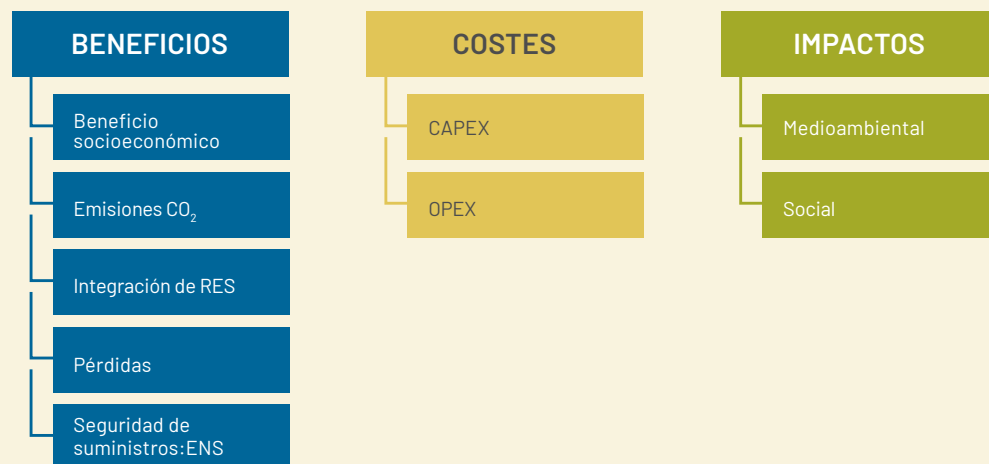 BENEFICIOS
Beneficio
socioeconómico
Emisiones CO₂
Integración de RES
Pérdidas
Seguridad de
suministros:ENS
COSTES
CAPEX
OPEX
IMPACTOS
Medioambiental
Social